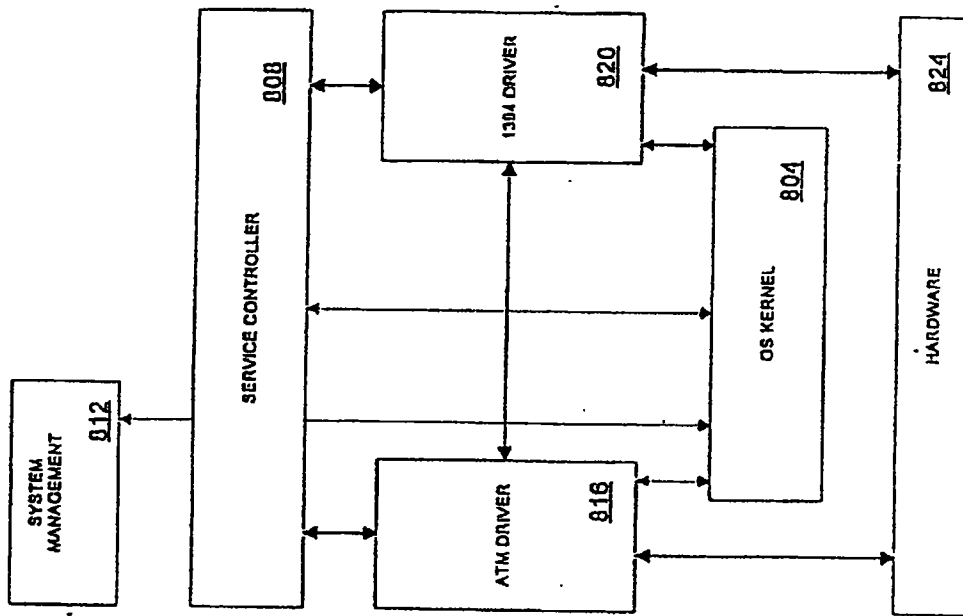 SYSTEM
MANAGEMENT
812
SERVICE CONTROLLER
808
ATM DRIVER
816
1394 DRIVER
820
OS KERNEL
804
HARDWARE
824